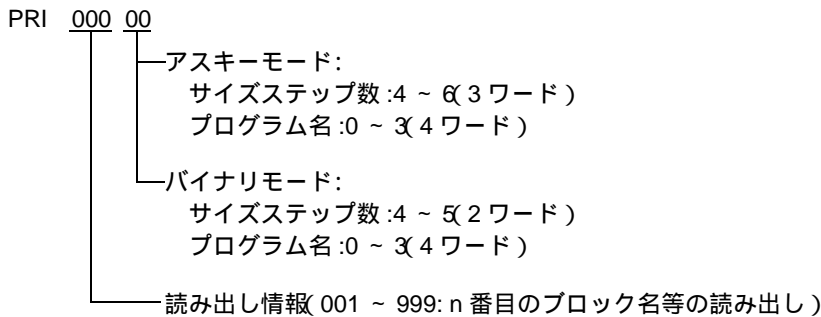 PRI 000 00
アスキーモード:
サイズステップ数:4 ~ 6(3ワード)
プログラム名:0 ~ 3(4ワード)
バイナリモード:
サイズステップ数:4 ~ 5(2ワード)
プログラム名:0 ~ 3(4ワード)
読み出し情報(001 ~ 999: n番目のブロック名等の読み出し)